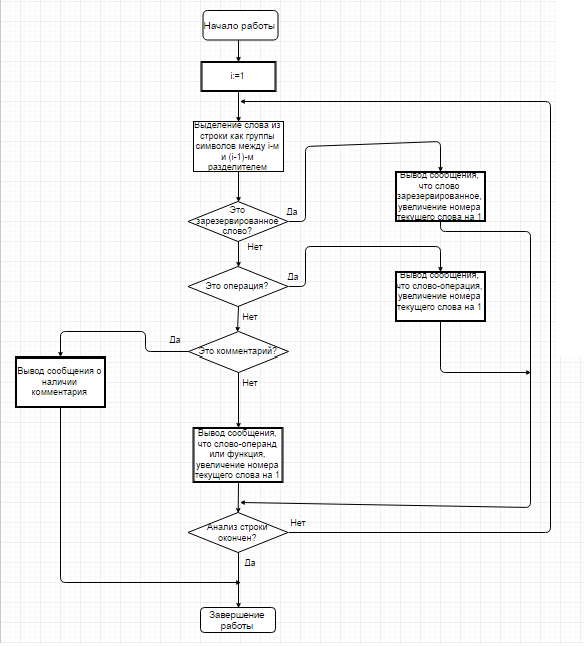 Начало работы
i:=1
Выделение слова из
строки как группы
символов между i-м
и (i-1)-м
разделителем
Это
зарезервированное
слово?
Да
Вывод сообщения,
что слово
зарезервированное,
увеличение номера
текущего слова на 1
Нет
Это операция?
Да
Вывод сообщения,
что слово-операция,
увеличение номера
текущего слова на 1
Нет
Это комментарий?
Да
Вывод сообщения о
наличии
комментария
Нет
Вывод сообщения,
что слово-операнд
или функция,
увеличение номера
текущего слова на 1
Анализ строки
окончен?
Нет
Да
Завершение
работы